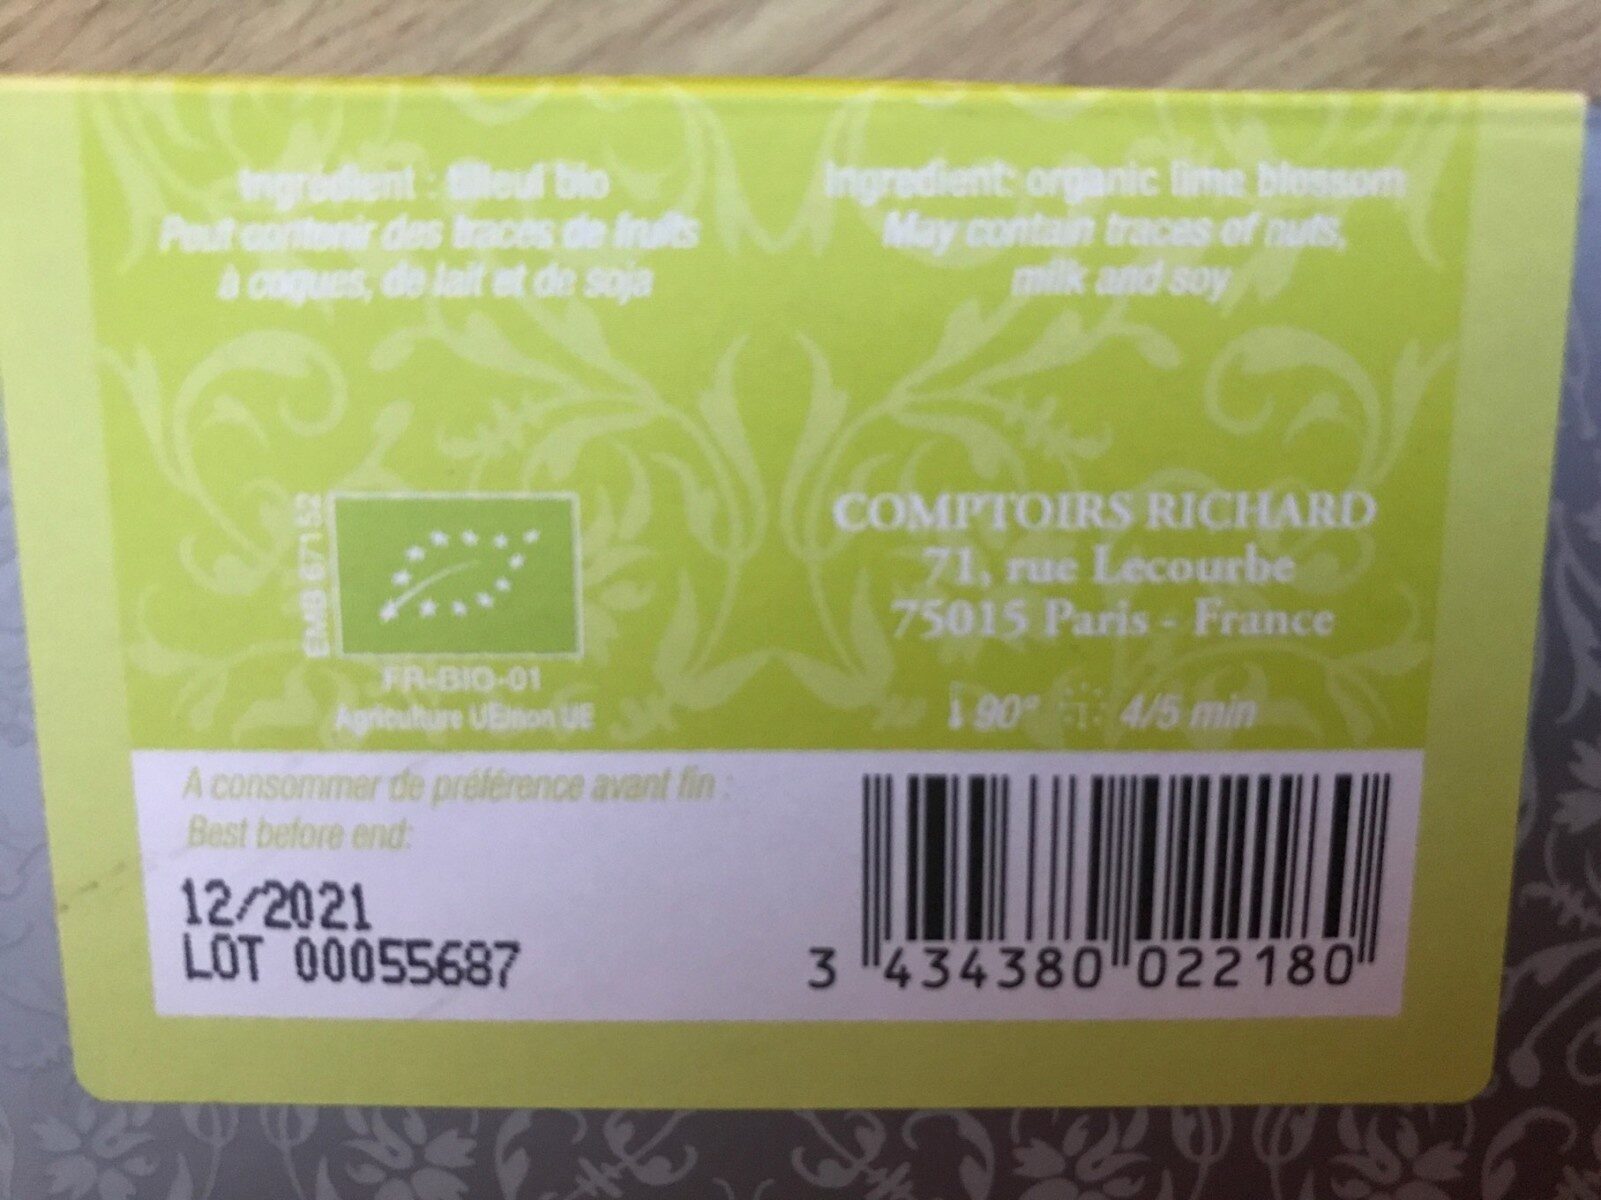 Ingrédient : tilleul bio
Peut contenir des traces de fruits
à coques, de lait et de soja
Ingredient: organic lime blossom
May contain traces of nuts,
milk and soy
EMB 67152
FR-BIO-01
Agriculture UE/non UE
COMPTOIRS RICHARD
71, rue Lecourbe
75015 Paris - France
90° 4/5 min
A consommer de préférence avant fin :
Best before end:
12/2021
LOT 00055687
3 434380 022180